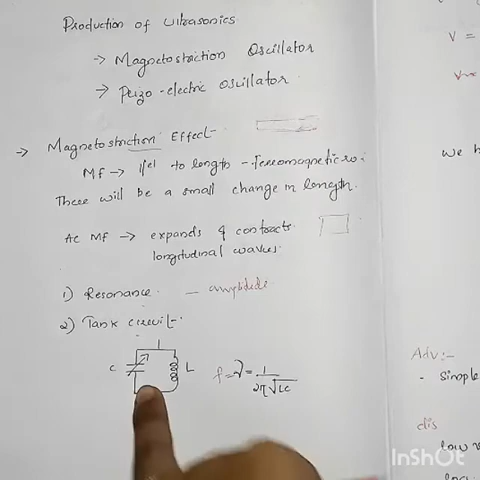 Production of Ultrasonics
→ Magnetostriction Oscillator
→ Peizo-electric oscillator
→ Magnetostriction Effect-
Mf → 11el to length - ferromagnetic
There will be a small change in length.
AC Mf → expands & contracts.
longitudinal waves.
1) Resonance — amplitude
2) Tank circuit-
C L f = ν = 1/2π√LC
V =
We h
Adv:-
- Simple
dis
low
InShOt